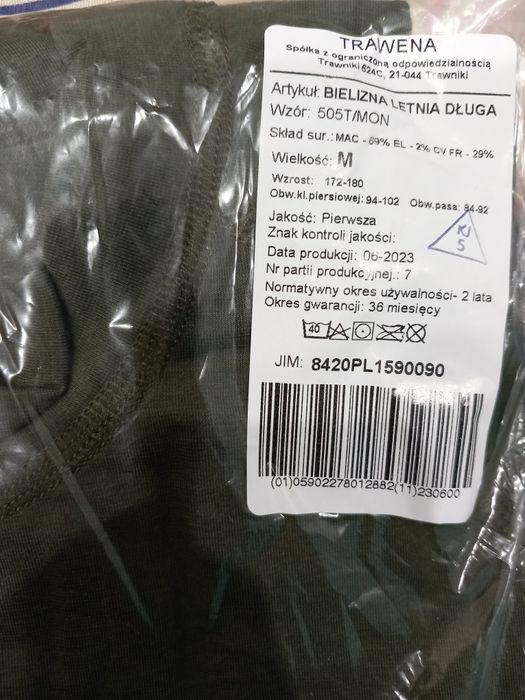 TRAWENA
Spółka z ograniczoną odpowiedzialnością
Trawniki 624C, 21-044 Trawniki
Artykuł: BIELIZNA LETNIA DŁUGA
Wzór: 505T/MON
Skład sur.: MAC - 69% EL - 2% CV FR - 29%
Wielkość: M
Wzrost: 172-180
Obw.kl.piersiowej: 94-102 Obw.pasa: 84-92
Jakość: Pierwsza
Znak kontroli jakości:
Data produkcji: 06-2023
Nr partii produkcyjnej.: 7
Normatywny okres używalności- 2 lata
Okres gwarancji: 36 miesięcy
40
JIM: 8420PL1590090
(01)05902278012882(11)230600